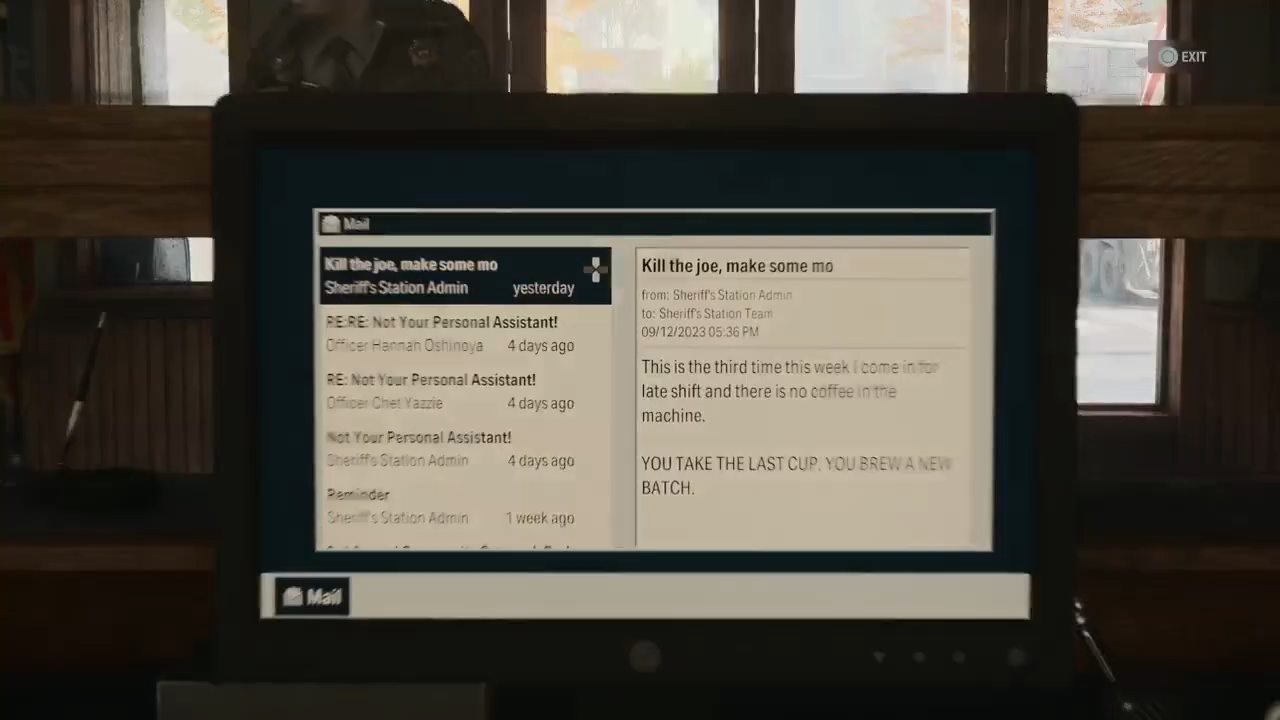 EXIT
Mail
Kill the joe, make some mo
Sheriff's Station Admin yesterday
RE:RE: Not Your Personal Assistant!
Officer Hannah Oshinoya 4 days ago
RE: Not Your Personal Assistant!
Officer Chet Yazzie 4 days ago
Not Your Personal Assistant!
Sheriff's Station Admin 4 days ago
Reminder
Sheriff's Station Admin 1 week ago
Kill the joe, make some mo
from: Sheriff's Station Admin
to: Sheriff's Station Team
09/12/2023 05:36 PM
This is the third time this week I come in for
late shift and there is no coffee in the
machine.
YOU TAKE THE LAST CUP. YOU BREW A NEW
BATCH.
Mail